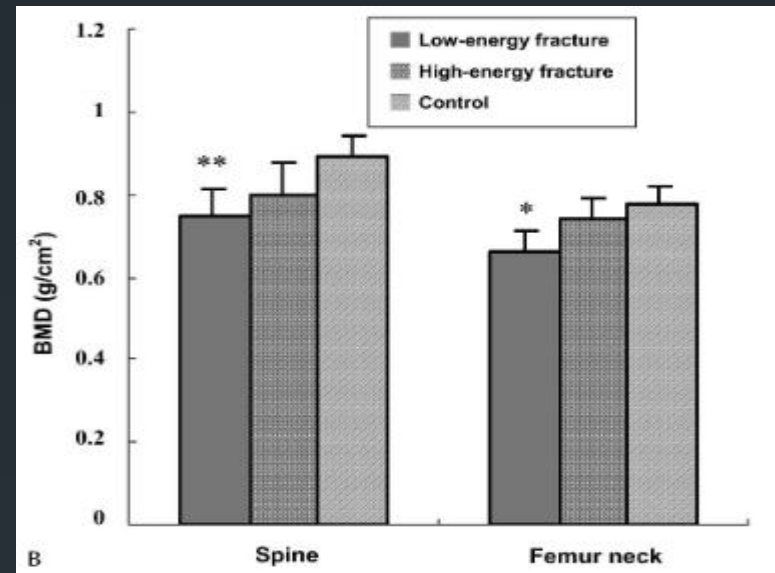 1.2
1
0.8
0.6
0.4
0.2
0
BMD (g/cm²)
Low-energy fracture
High-energy fracture
Control
**
*
Spine
Femur neck
B